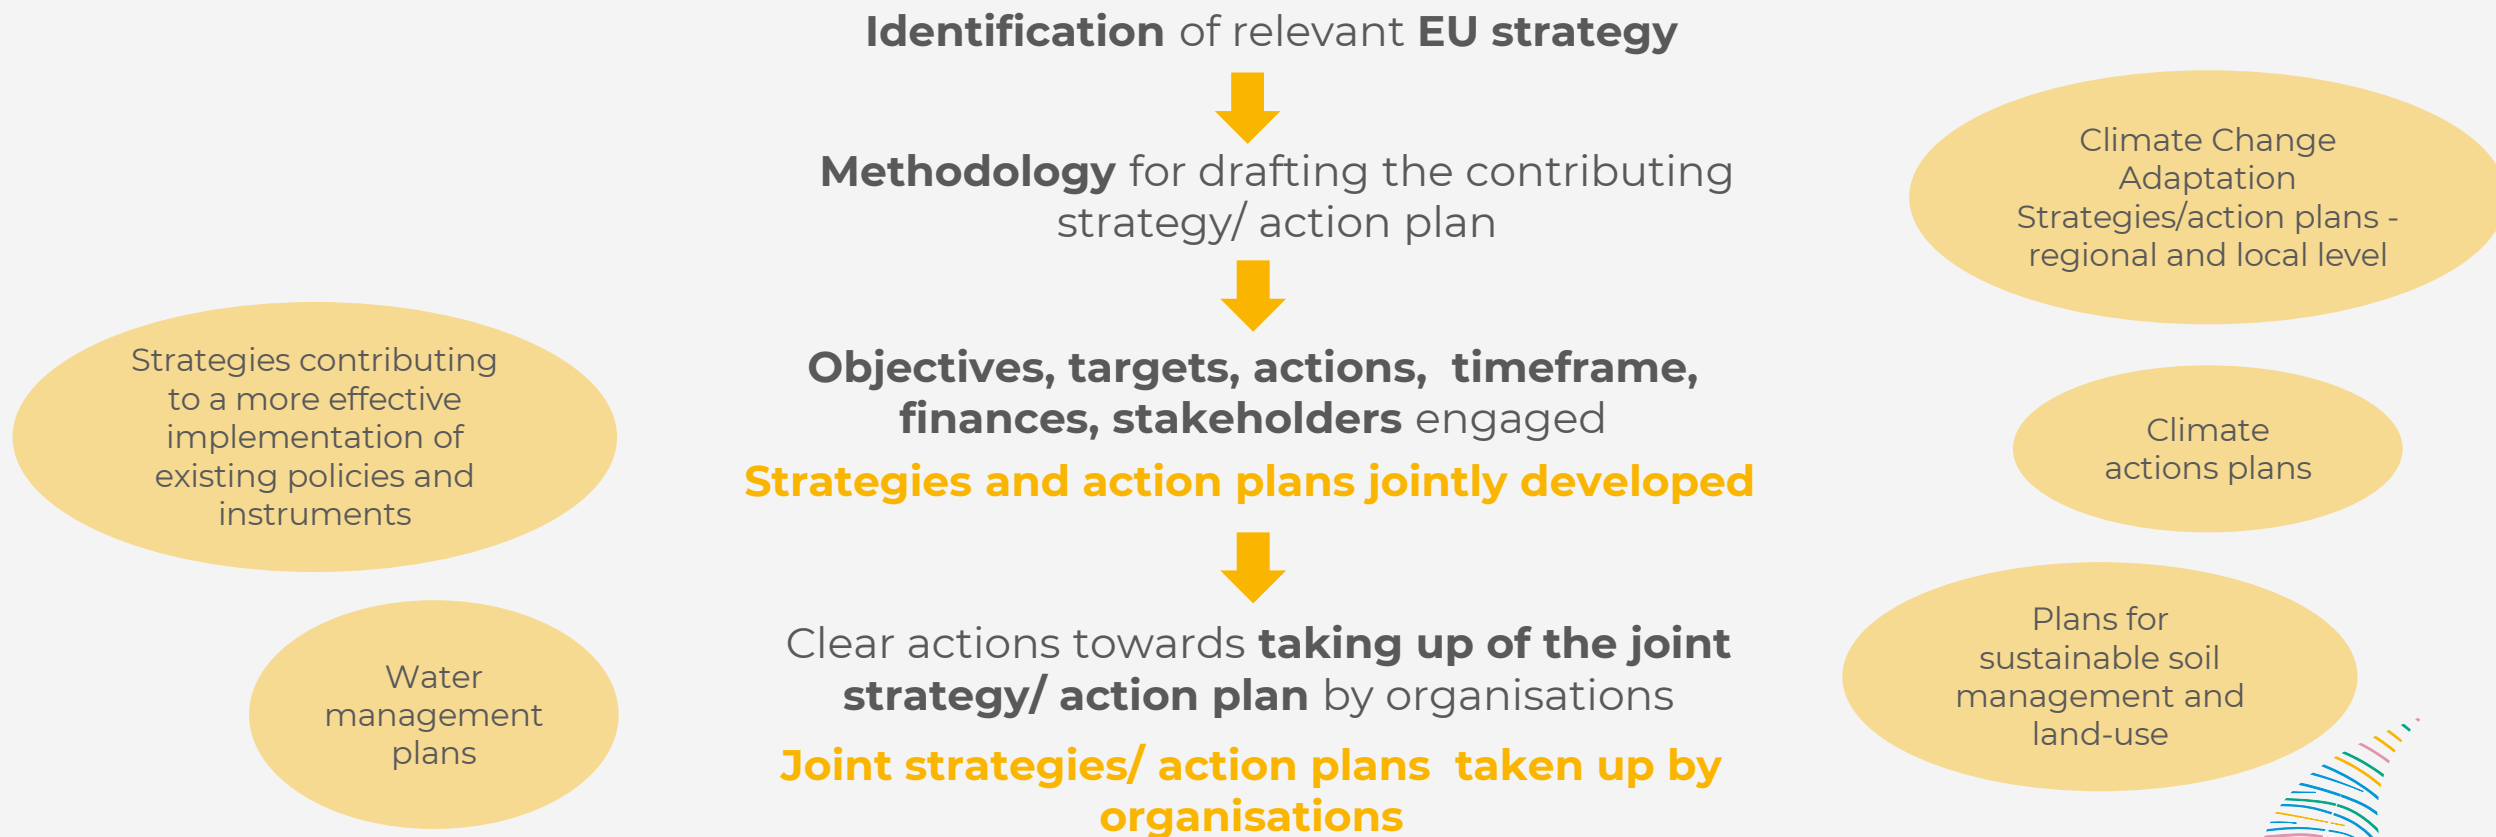 Identification of relevant EU strategy
Methodology for drafting the contributing
strategy/ action plan
Objectives, targets, actions,  timeframe,
finances, stakeholders engaged
Strategies and action plans jointly developed
Clear actions towards taking up of the joint
strategy/ action plan by organisations
Joint strategies/ action plans  taken up by
organisations
Strategies contributing
to a more effective
implementation of
existing policies and
instruments
Water
management
plans
Climate Change
Adaptation
Strategies/action plans -
regional and local level
Climate
actions plans
Plans for
sustainable soil
management and
land-use